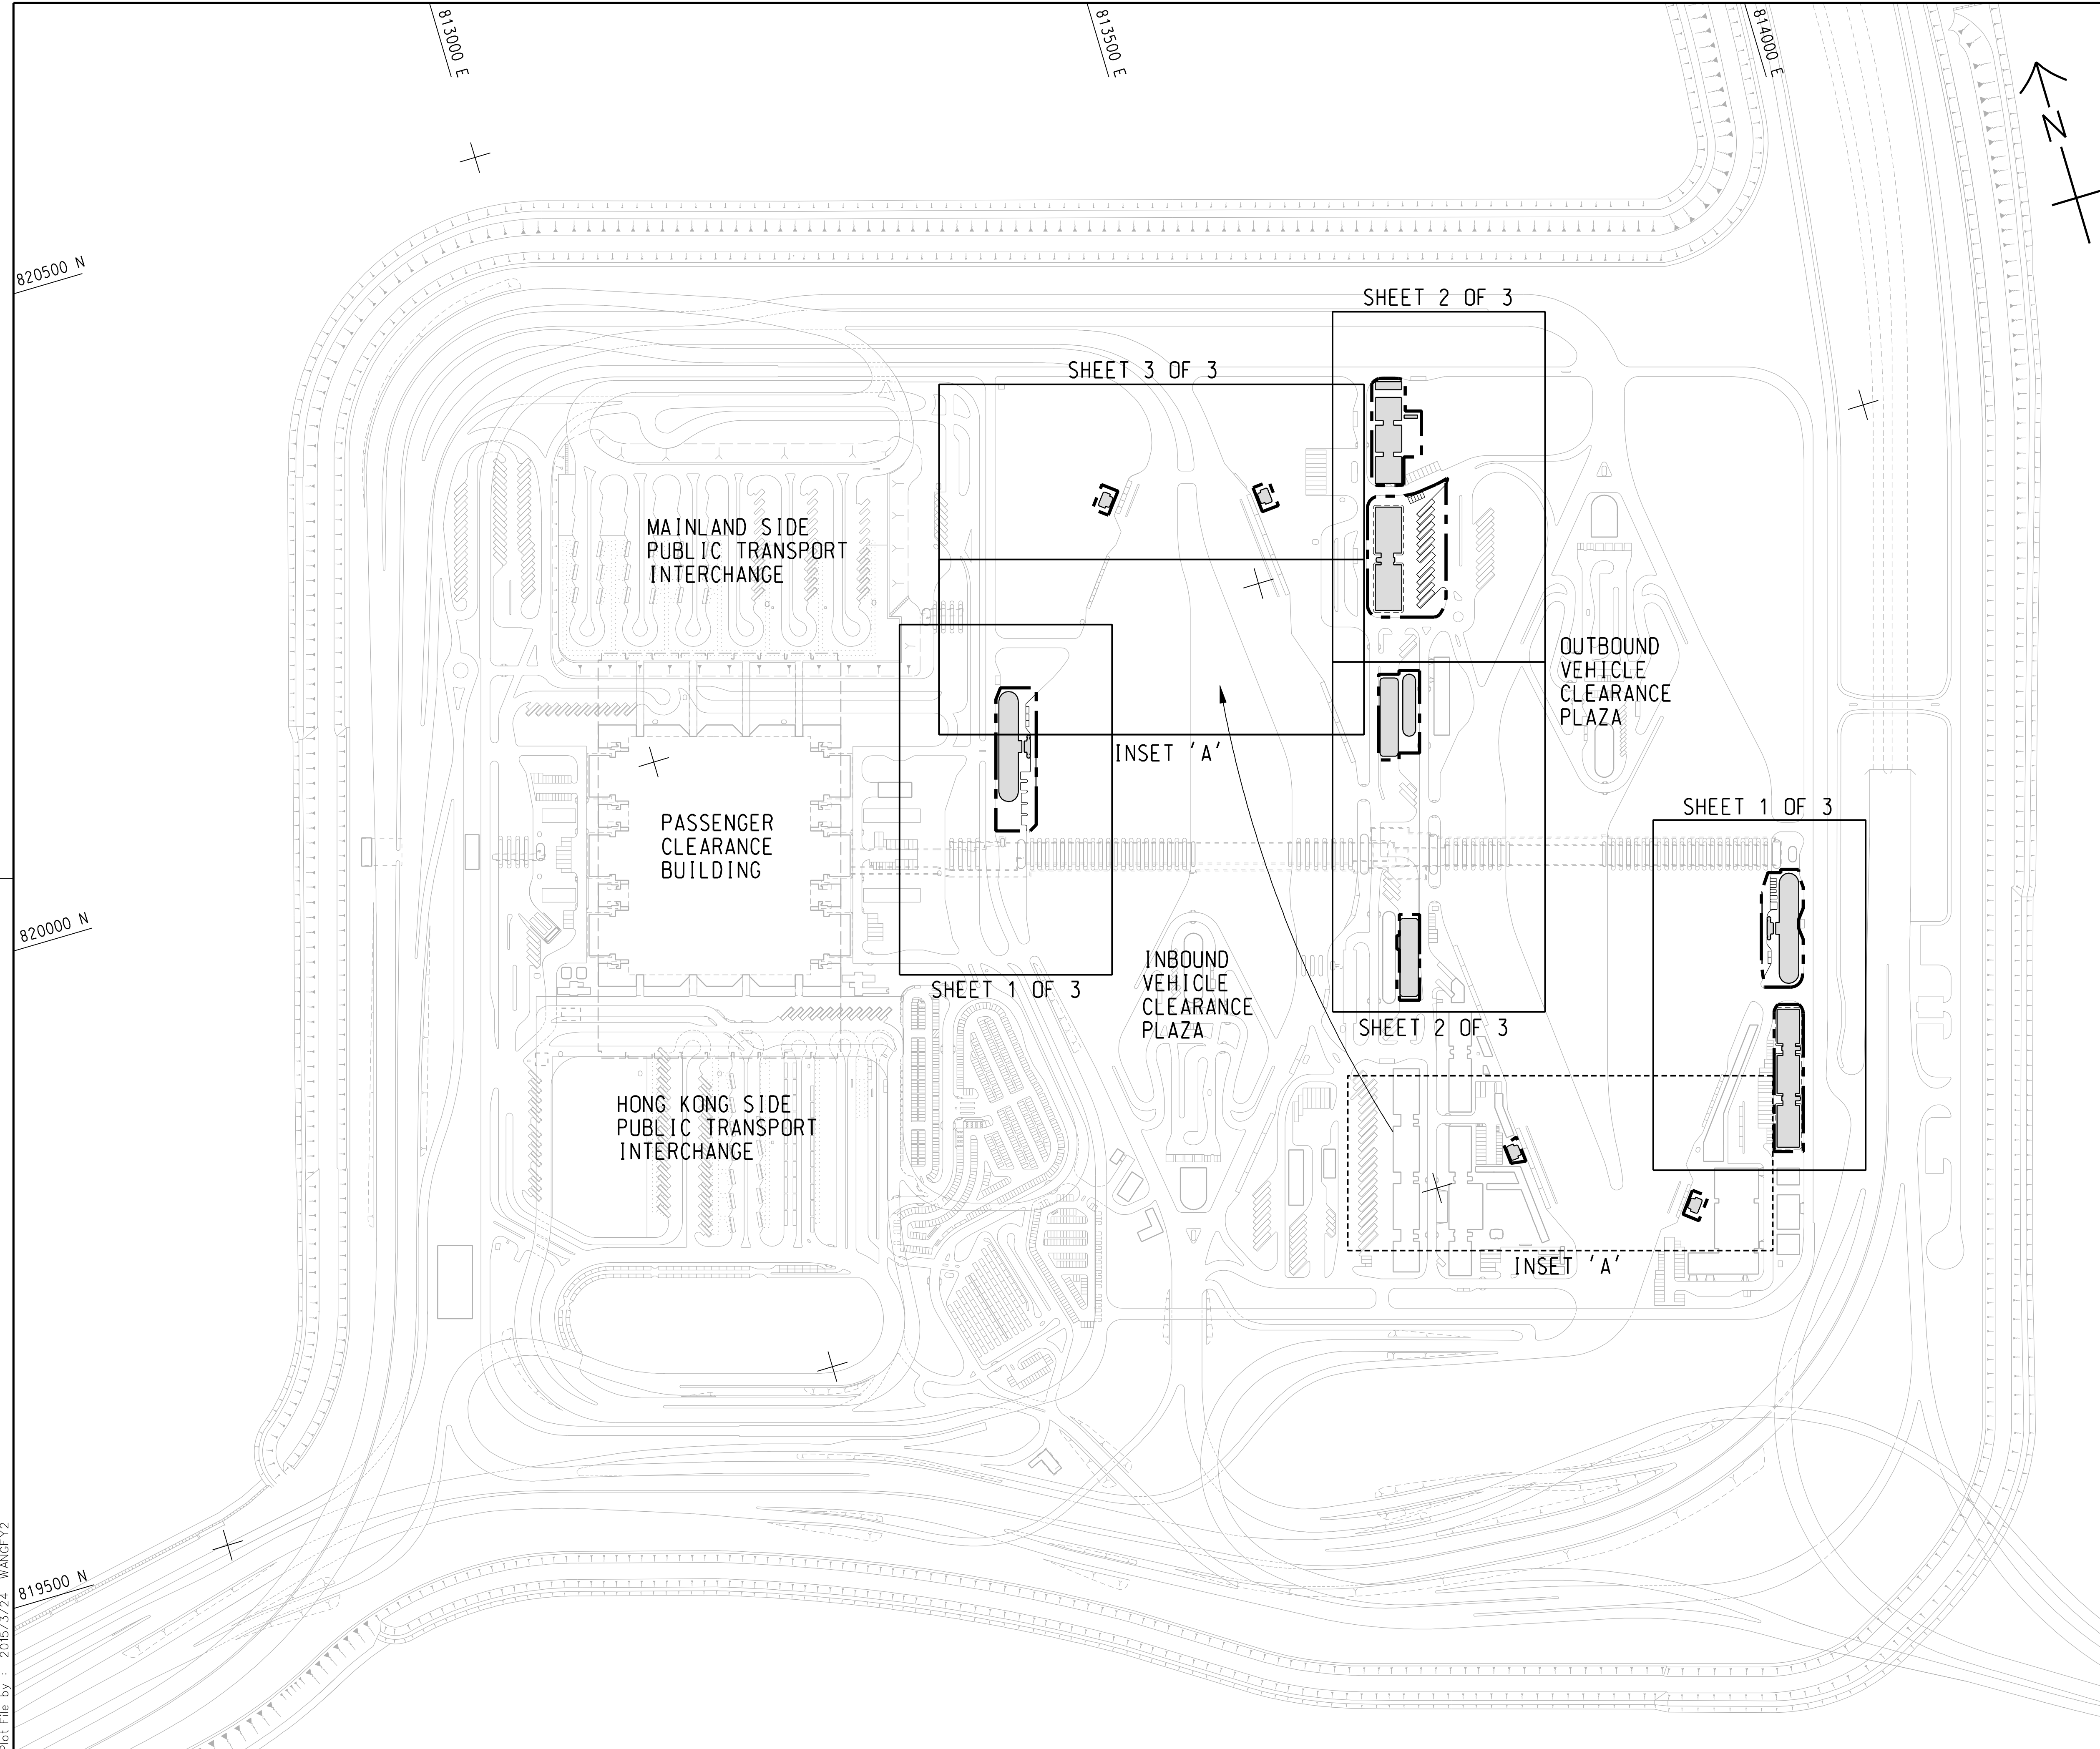 813000 E
813500 E
814000 E
N
820500 N
SHEET 2 OF 3
SHEET 3 OF 3
MAINLAND SIDE
PUBLIC TRANSPORT
INTERCHANGE
OUTBOUND
VEHICLE
CLEARANCE
PLAZA
INSET 'A'
SHEET 1 OF 3
PASSENGER
CLEARANCE
BUILDING
820000 N
INBOUND
VEHICLE
CLEARANCE
PLAZA
SHEET 1 OF 3
SHEET 2 OF 3
HONG KONG SIDE
PUBLIC TRANSPORT
INTERCHANGE
INSET 'A'
819500 N
Plot File by : 2015/3/24 WANGFY2